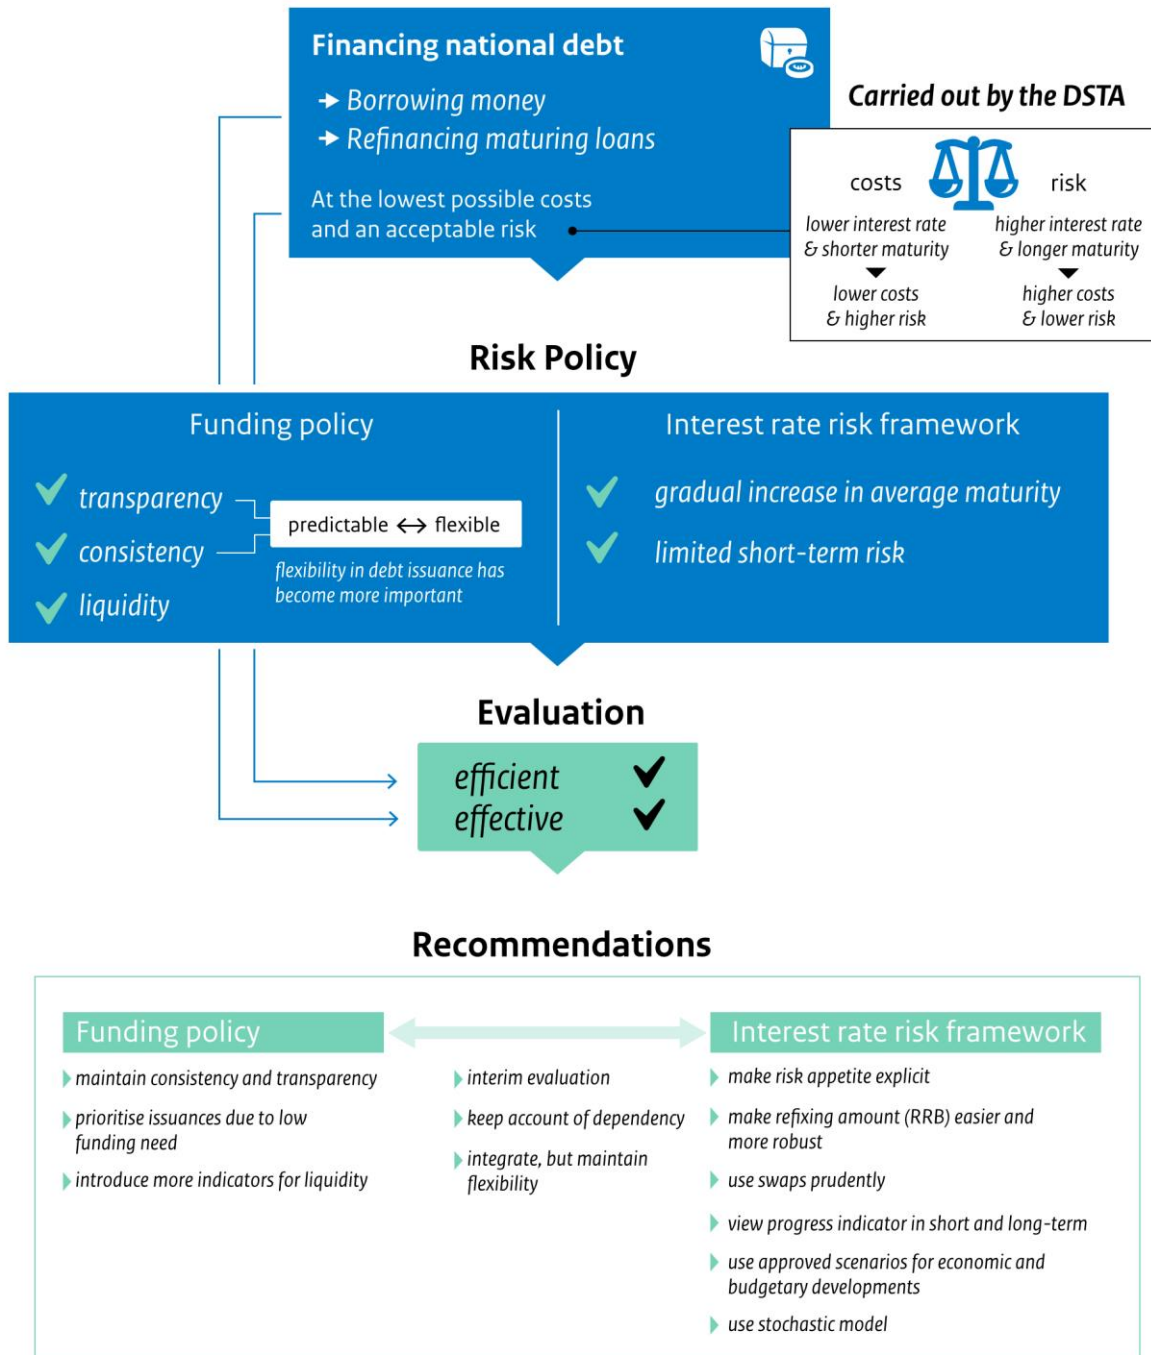 Financing national debt
→ Borrowing money
→ Refinancing maturing loans
At the lowest possible costs
and an acceptable risk
Carried out by the DSTA
costs
risk
lower interest rate
& shorter maturity
lower costs
& higher risk
higher interest rate
& longer maturity
higher costs
& lower risk
Risk Policy
Funding policy
transparency
consistency
liquidity
predictable ↔ flexible
flexibility in debt issuance has
become more important
Interest rate risk framework
gradual increase in average maturity
limited short-term risk
Evaluation
efficient
effective
Recommendations
Funding policy
maintain consistency and transparency
prioritise issuances due to low
funding need
introduce more indicators for liquidity
interim evaluation
keep account of dependency
integrate, but maintain
flexibility
Interest rate risk framework
make risk appetite explicit
make refixing amount (RRB) easier and
more robust
use swaps prudently
view progress indicator in short and long-term
use approved scenarios for economic and
budgetary developments
use stochastic model